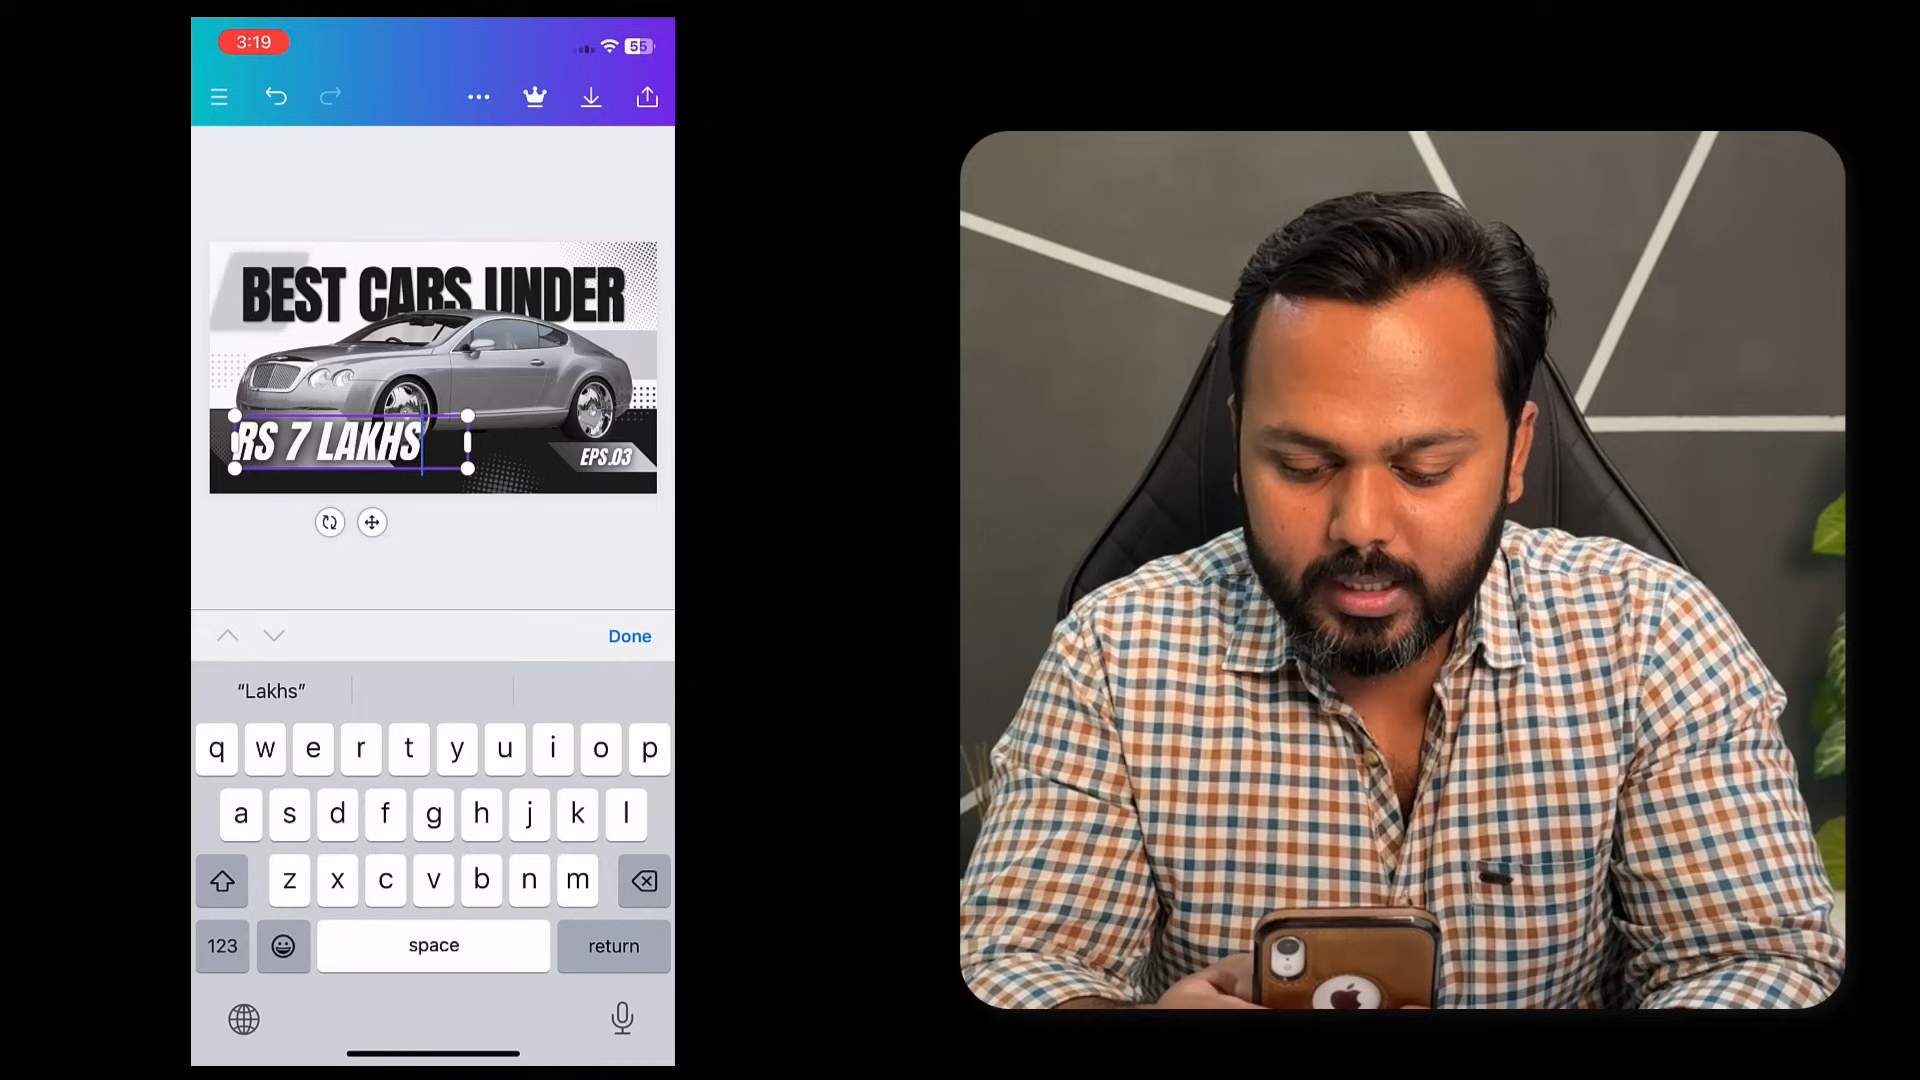 3:19
55
BEST CARS UNDER
RS 7 LAKHS
EPS.03
Done
“Lakhs”
q w e r t y u i o p
a s d f g h j k l
z x c v b n m
123 space return